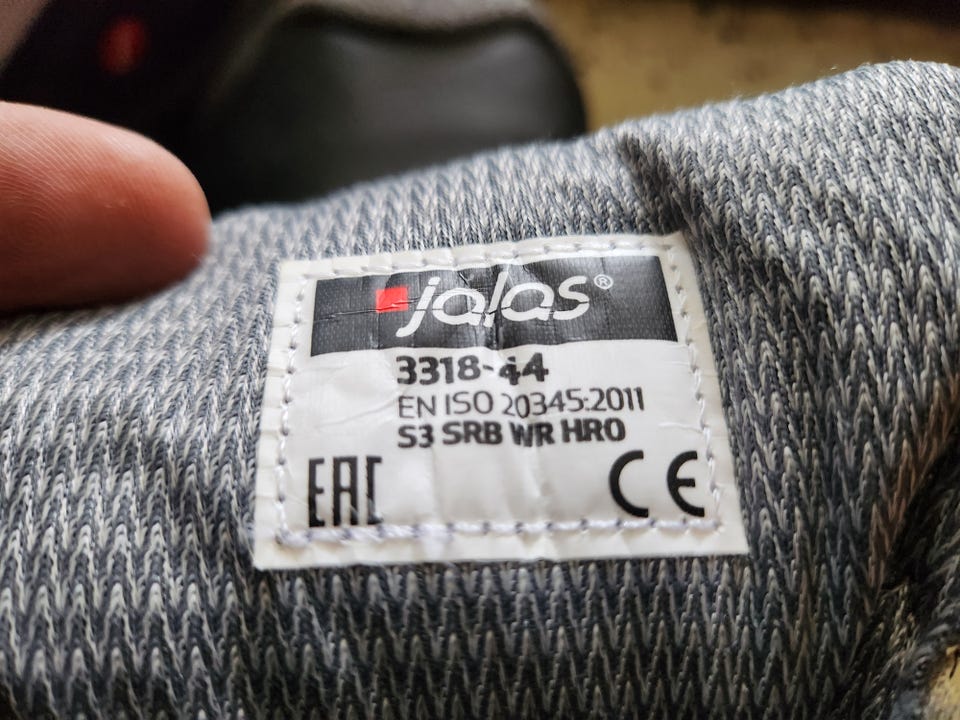 jalas®
3318-44
EN ISO 20345:2011
S3 SRB WR HRO
EAC CE